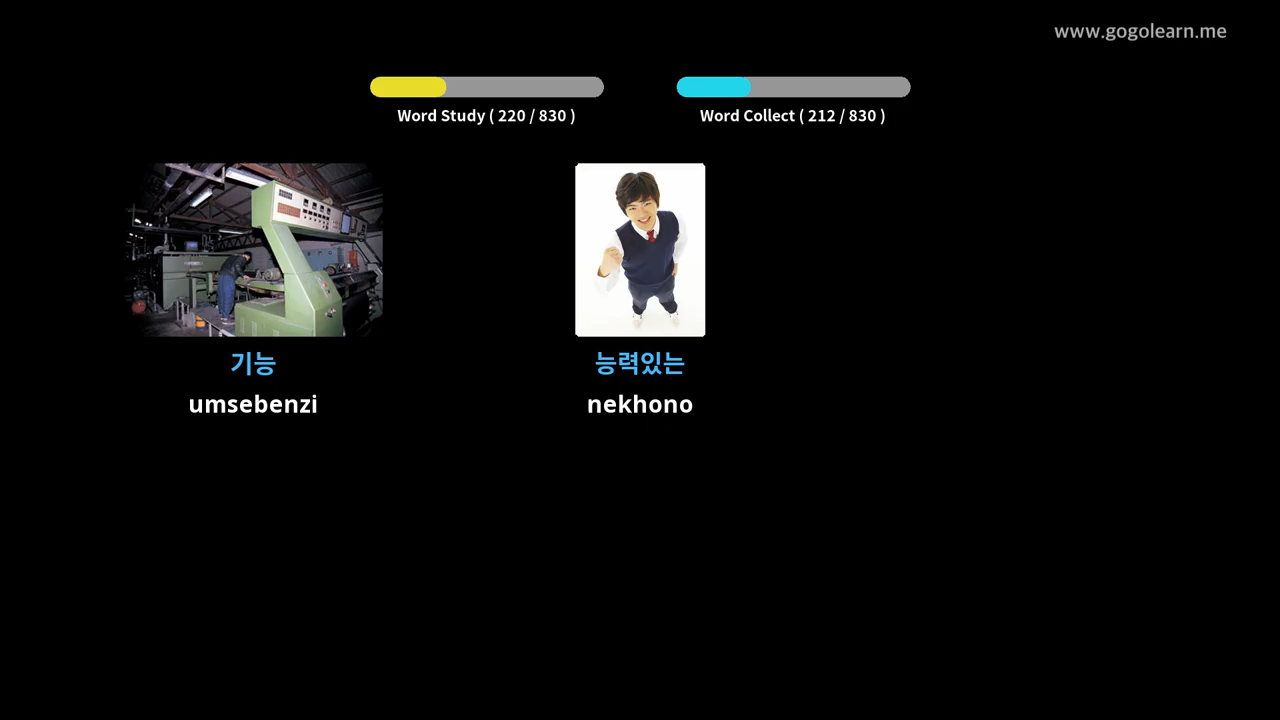 www.gogolearn.me
Word Study ( 220 / 830 )
Word Collect ( 212 / 830 )
기능
umsebenzi
능력있는
nekhono